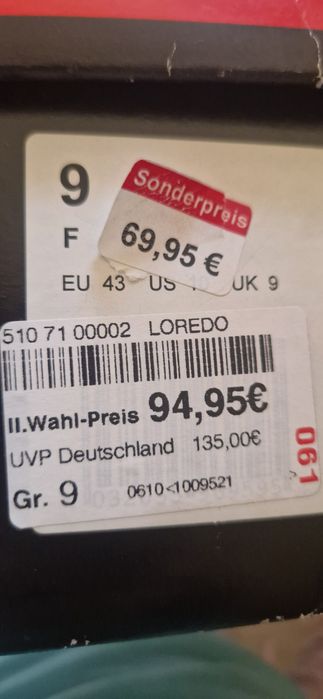 9
Sonderpreis
69,95 €
F
EU 43 US UK 9
510 71 00002 LOREDO
II.Wahl-Preis 94,95€
UVP Deutschland 135,00€
Gr. 9 0610<1009521
061